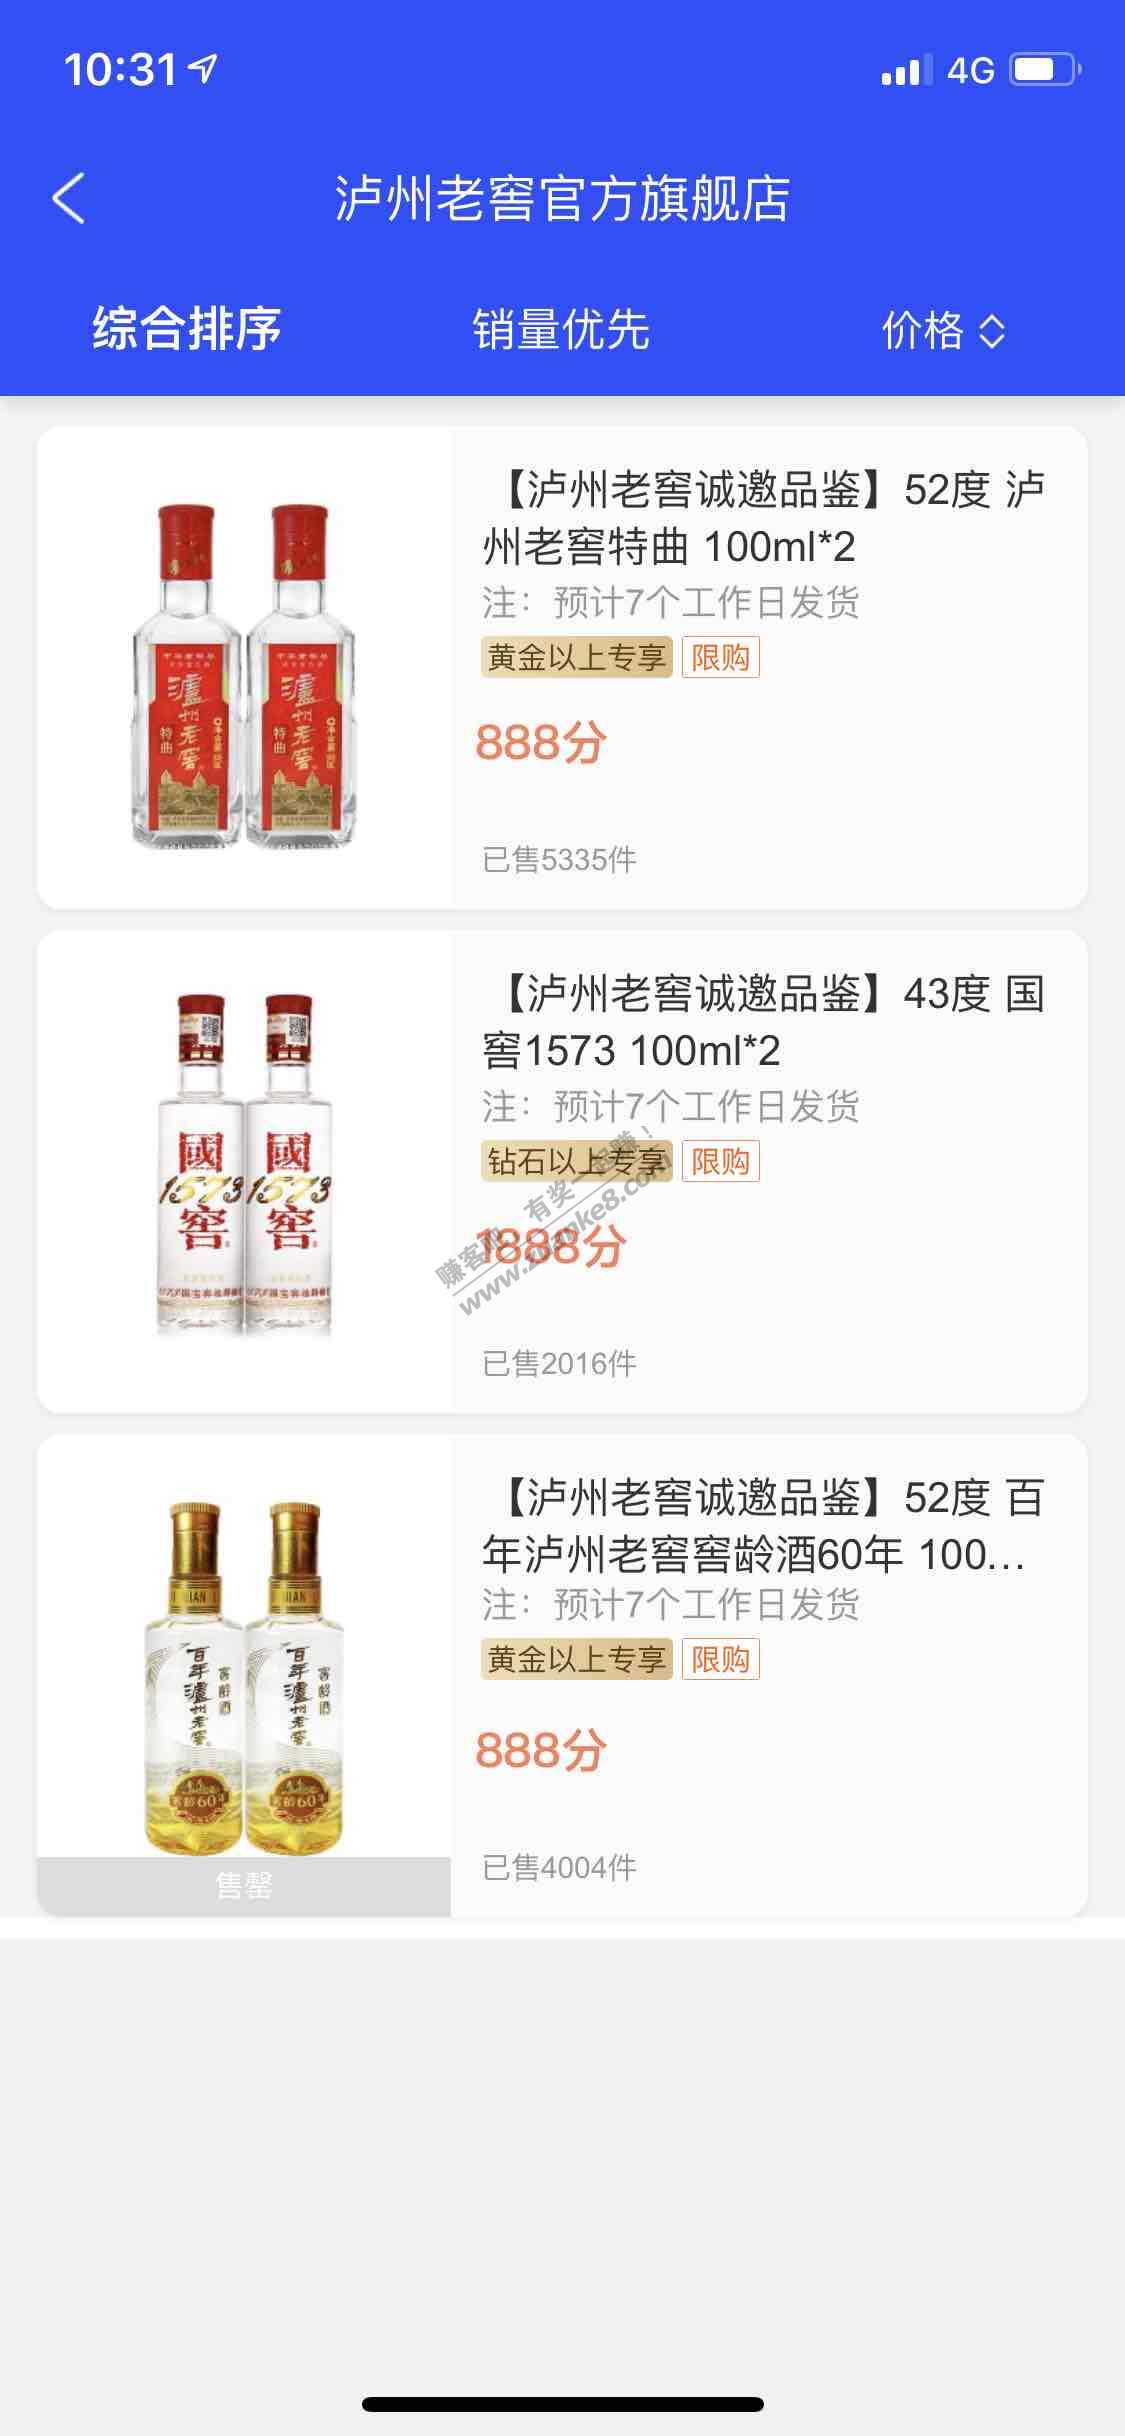 10:31
4G
泸州老窖官方旗舰店
综合排序
销量优先
价格
【泸州老窖诚邀品鉴】52度 泸
州老窖特曲 100ml*2
注：预计7个工作日发货
黄金以上专享 限购
888分
已售5335件
瀘州老窖
特曲
瀘州老窖
特曲
【泸州老窖诚邀品鉴】43度 国
窖1573 100ml*2
注：预计7个工作日发货
钻石以上专享 限购
1888分
已售2016件
國
1573
窖
國
1573
窖
赚客吧，有奖一起赚！
www.zuanke8.com
【泸州老窖诚邀品鉴】52度 百
年泸州老窖窖龄酒60年 100...
注：预计7个工作日发货
黄金以上专享 限购
888分
已售4004件
百年瀘州老窖
窖龄酒
窖龄60年
百年瀘州老窖
窖龄酒
窖龄60年
售罄